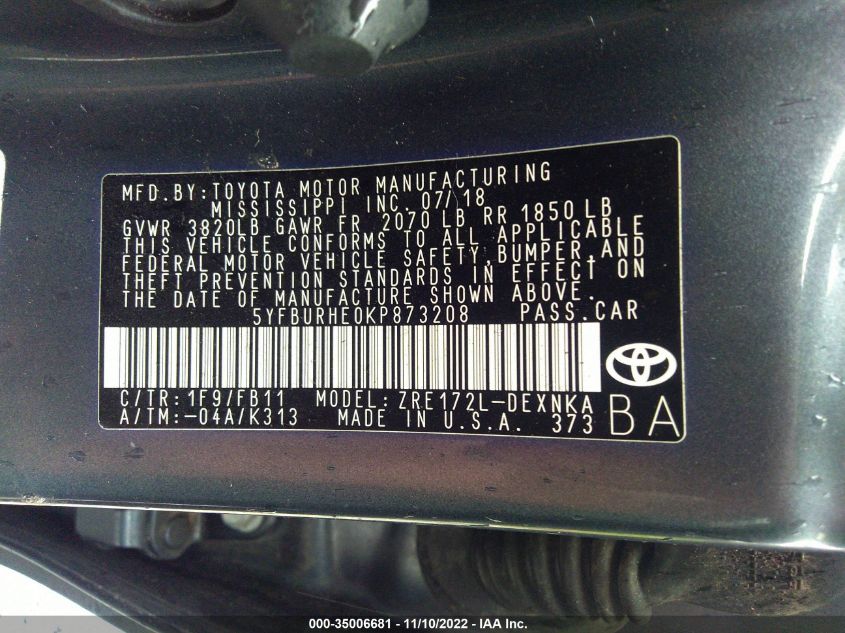 MFD.BY:TOYOTA MOTOR MANUFACTURING
MISSISSIPPI INC. 07/18
GVWR 3820LB GAWR FR 2070 LB RR 1850 LB
THIS VEHICLE CONFORMS TO ALL APPLICABLE
FEDERAL MOTOR VEHICLE SAFETY,BUMPER,AND
THEFT PREVENTION STANDARDS IN EFFECT ON
THE DATE OF MANUFACTURE SHOWN ABOVE.
5YFBURHE0KP873208 PASS.CAR
C/TR:1F9/FB11 MODEL:ZRE172L-DEXNKA
A/TM:-04A/K313 MADE IN U.S.A. 373
BA
000-35006681 - 11/10/2022 - IAA Inc.